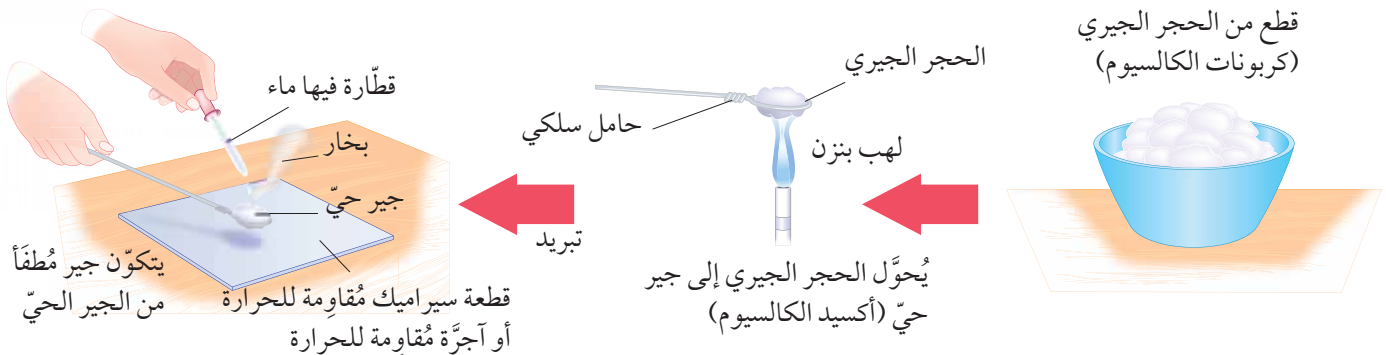 قطع من الحجر الجيري
(كربونات الكالسيوم)
الحجر الجيري
حامل سلكي
لهب بنزن
يُحوَّل الحجر الجيري إلى جير
حيّ (أكسيد الكالسيوم)
تبريد
قطّارة فيها ماء
بخار
جير حيّ
قطعة سيراميك مُقاوِمة للحرارة
أو آجرَّة مُقاوِمة للحرارة
يتكوّن جير مُطفَأ
من الجير الحيّ